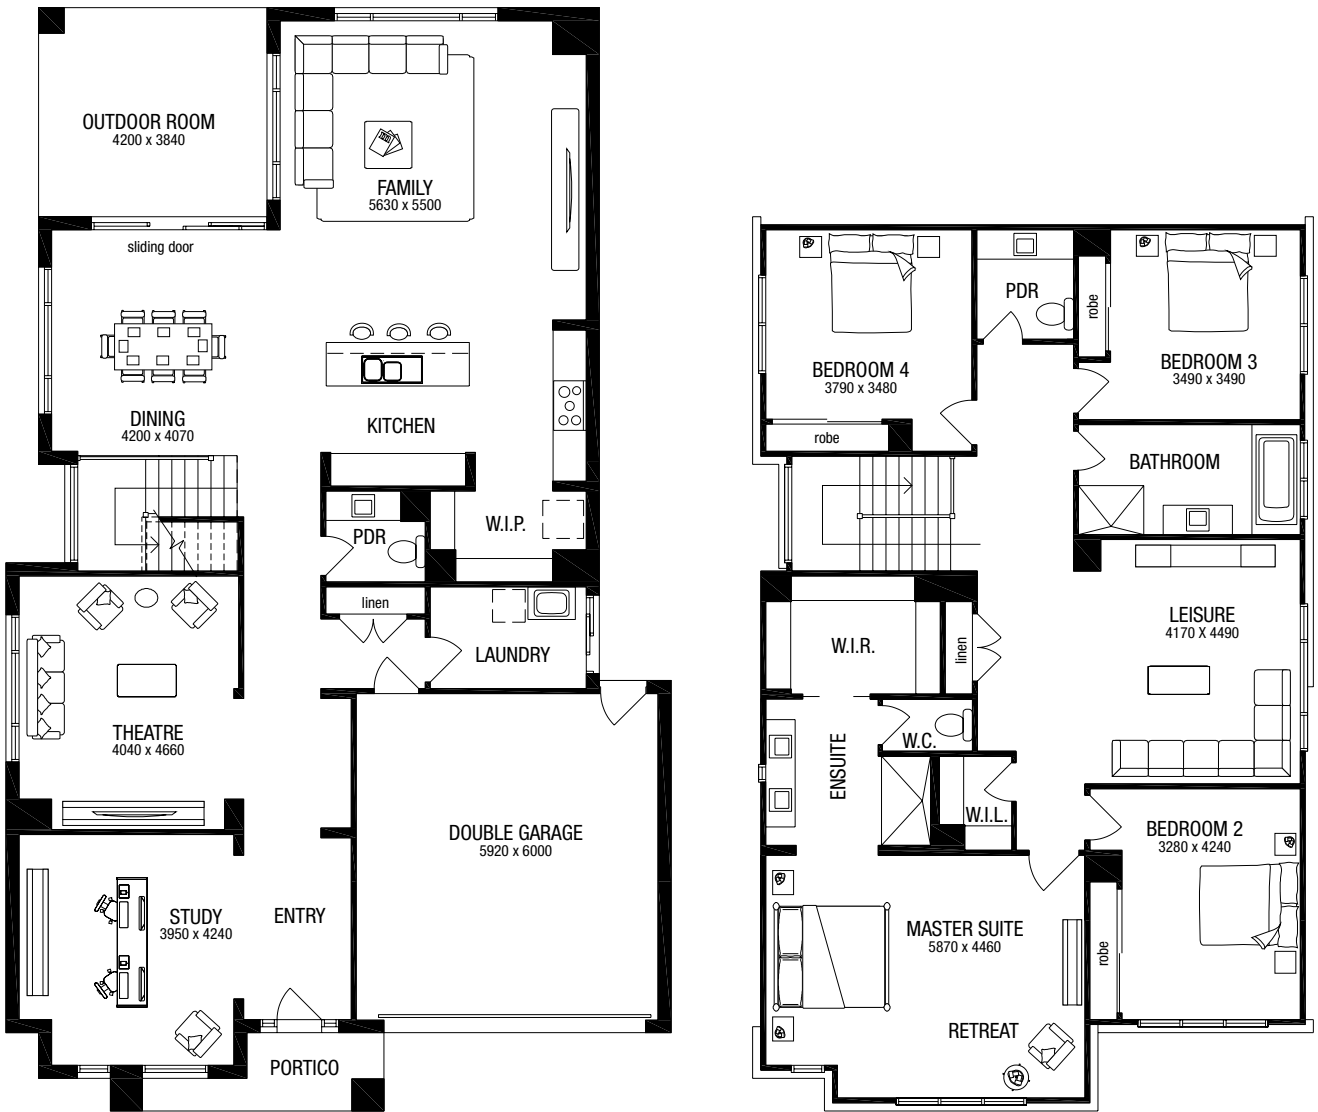 OUTDOOR ROOM
4200 x 3840
FAMILY
5630 x 5500
sliding door
DINING
4200 x 4070
KITCHEN
PDR
W.I.P.
linen
LAUNDRY
THEATRE
4040 x 4660
DOUBLE GARAGE
5920 x 6000
STUDY
3950 x 4240
ENTRY
PORTICO
PDR
robe
BEDROOM 4
3790 x 3480
BEDROOM 3
3490 x 3490
robe
BATHROOM
LEISURE
4170 x 4490
W.I.R.
linen
W.C.
ENSUITE
W.I.L.
BEDROOM 2
3280 x 4240
MASTER SUITE
5870 x 4460
robe
RETREAT